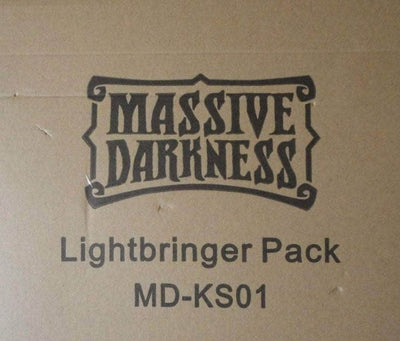 MASSIVE
DARKNESS
Lightbringer Pack
MD-KS01